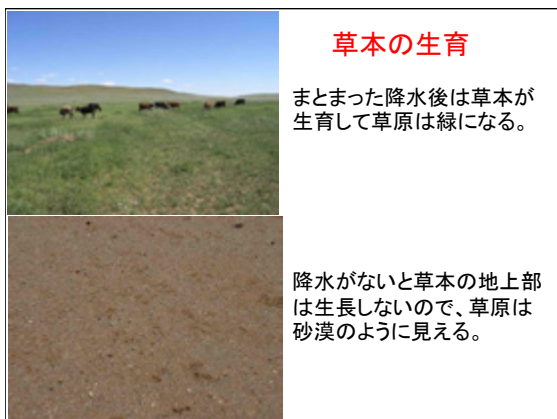 草本の生育
まとまった降水後は草本が
生育して草原は緑になる。
降水がないと草本の地上部
は生長しないので、草原は
砂漠のように見える。